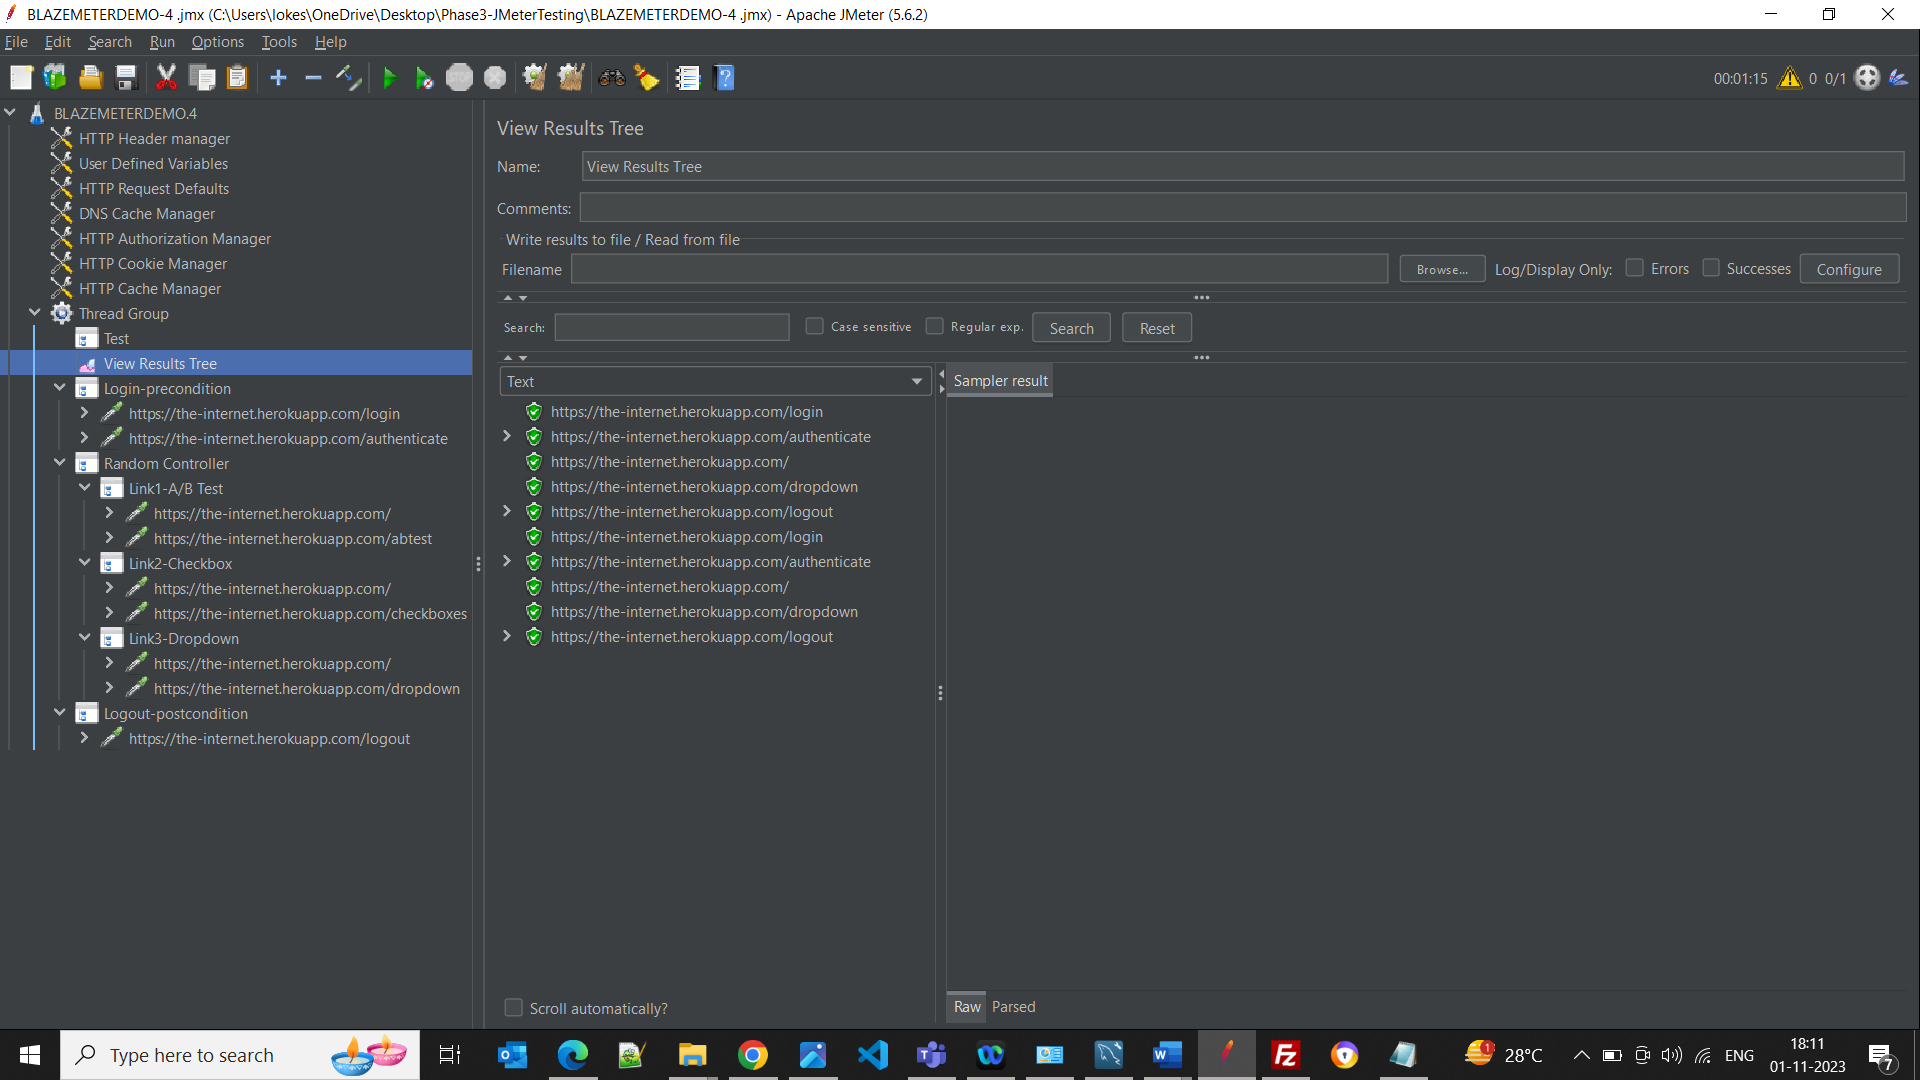 BLAZEMETERDEMO-4 .jmx (C:\Users\lokes\OneDrive\Desktop\Phase3-JMeterTesting\BLAZEMETERDEMO-4 .jmx) - Apache JMeter (5.6.2)
File Edit Search Run Options Tools Help
STOP 00:01:15 0 0/1
BLAZEMETERDEMO.4
HTTP Header manager
User Defined Variables
HTTP Request Defaults
DNS Cache Manager
HTTP Authorization Manager
HTTP Cookie Manager
HTTP Cache Manager
Thread Group
Test
View Results Tree
Login-precondition
https://the-internet.herokuapp.com/login
https://the-internet.herokuapp.com/authenticate
Random Controller
Link1-A/B Test
https://the-internet.herokuapp.com/
https://the-internet.herokuapp.com/abtest
Link2-Checkbox
https://the-internet.herokuapp.com/
https://the-internet.herokuapp.com/checkboxes
Link3-Dropdown
https://the-internet.herokuapp.com/
https://the-internet.herokuapp.com/dropdown
Logout-postcondition
https://the-internet.herokuapp.com/logout
View Results Tree
Name: View Results Tree
Comments:
Write results to file / Read from file
Filename Browse... Log/Display Only: Errors Successes Configure
Search: Case sensitive Regular exp. Search Reset
Text
Sampler result
https://the-internet.herokuapp.com/login
https://the-internet.herokuapp.com/authenticate
https://the-internet.herokuapp.com/
https://the-internet.herokuapp.com/dropdown
https://the-internet.herokuapp.com/logout
https://the-internet.herokuapp.com/login
https://the-internet.herokuapp.com/authenticate
https://the-internet.herokuapp.com/
https://the-internet.herokuapp.com/dropdown
https://the-internet.herokuapp.com/logout
Scroll automatically?
Raw Parsed
Type here to search
1 28°C ENG
18:11
01-11-2023
7